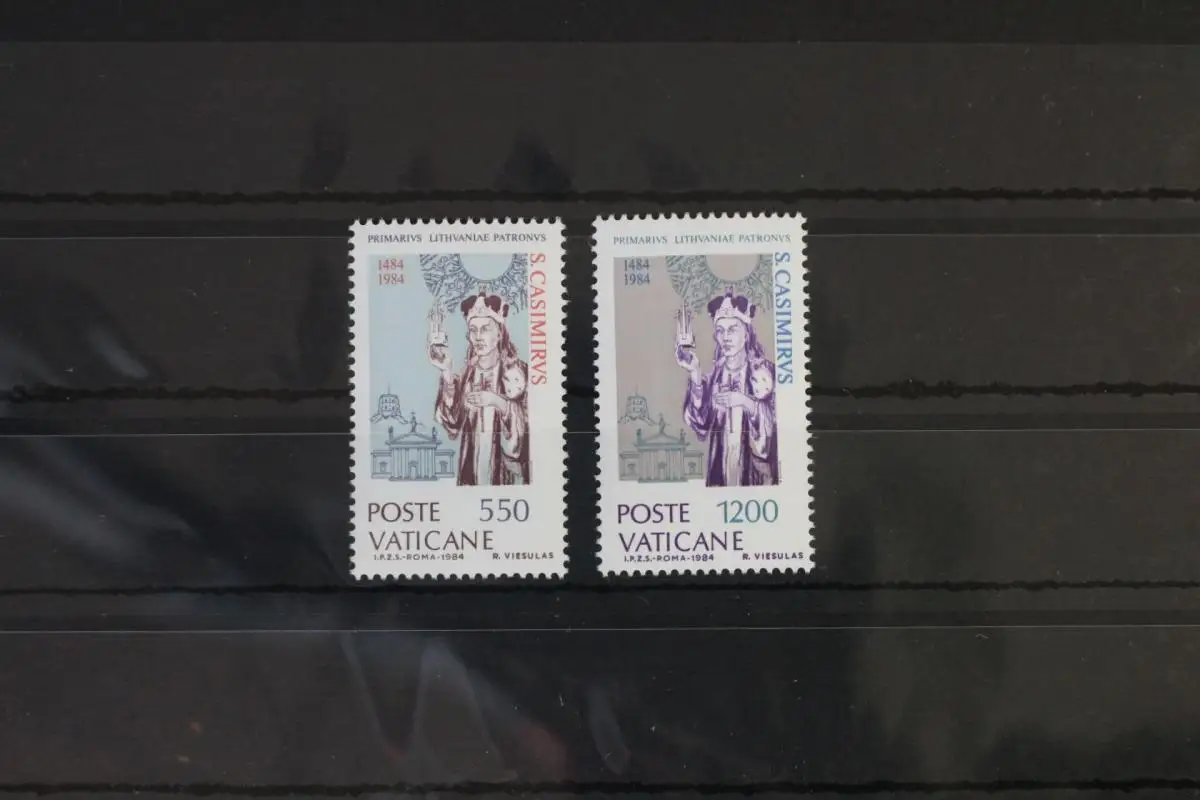 PRIMARIVS LITHVANIAE PATRONVS
1484
1984
S. CASIMIRVS
POSTE 550
VATICANE
I.P.Z.S.-ROMA-1984 R. VIESULAS
PRIMARIVS LITHVANIAE PATRONVS
1484
1984
S. CASIMIRVS
POSTE 1200
VATICANE
I.P.Z.S.-ROMA-1984 R. VIESULAS